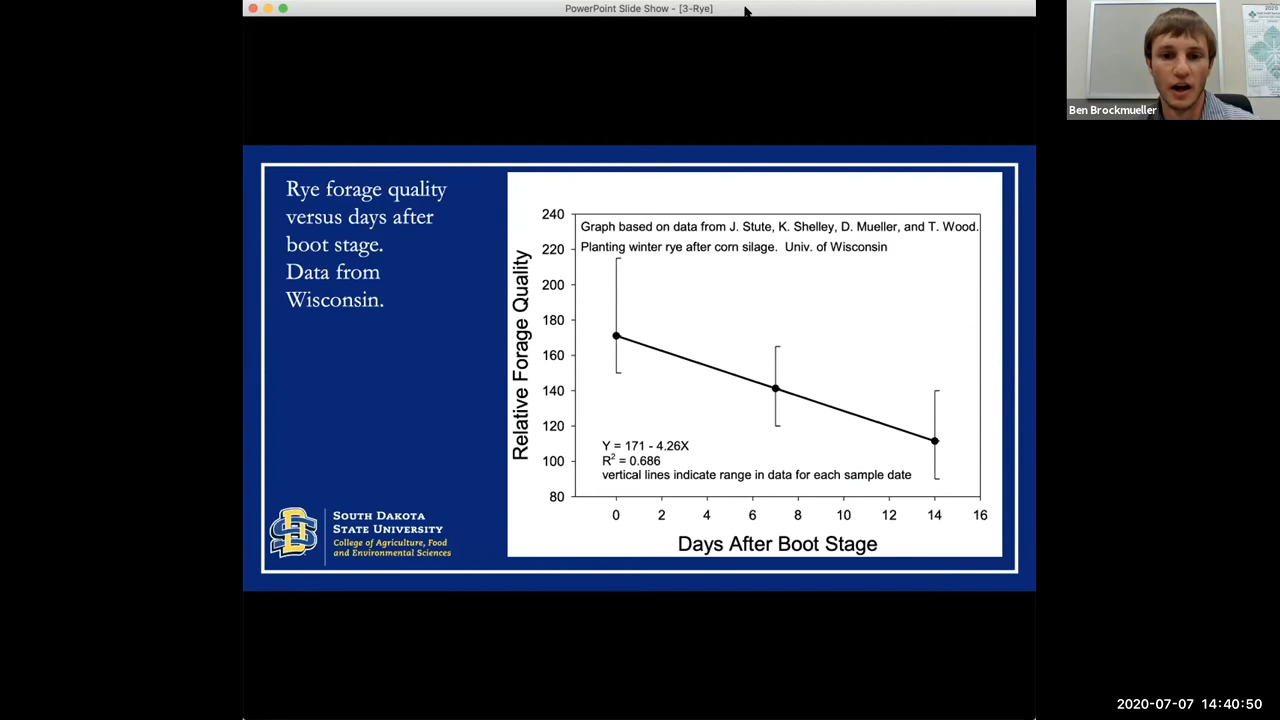 PowerPoint Slide Show - [3-Rye]
Ben Brockmueller
Rye forage quality
versus days after
boot stage.
Data from
Wisconsin.
South Dakota
State University
College of Agriculture, Food
and Environmental Sciences
Relative Forage Quality
240
220
200
180
160
140
120
100
80
Graph based on data from J. Stute, K. Shelley, D. Mueller, and T. Wood.
Planting winter rye after corn silage. Univ. of Wisconsin
Y = 171 - 4.26X
R² = 0.686
vertical lines indicate range in data for each sample date
0 2 4 6 8 10 12 14 16
Days After Boot Stage
2020-07-07 14:40:50